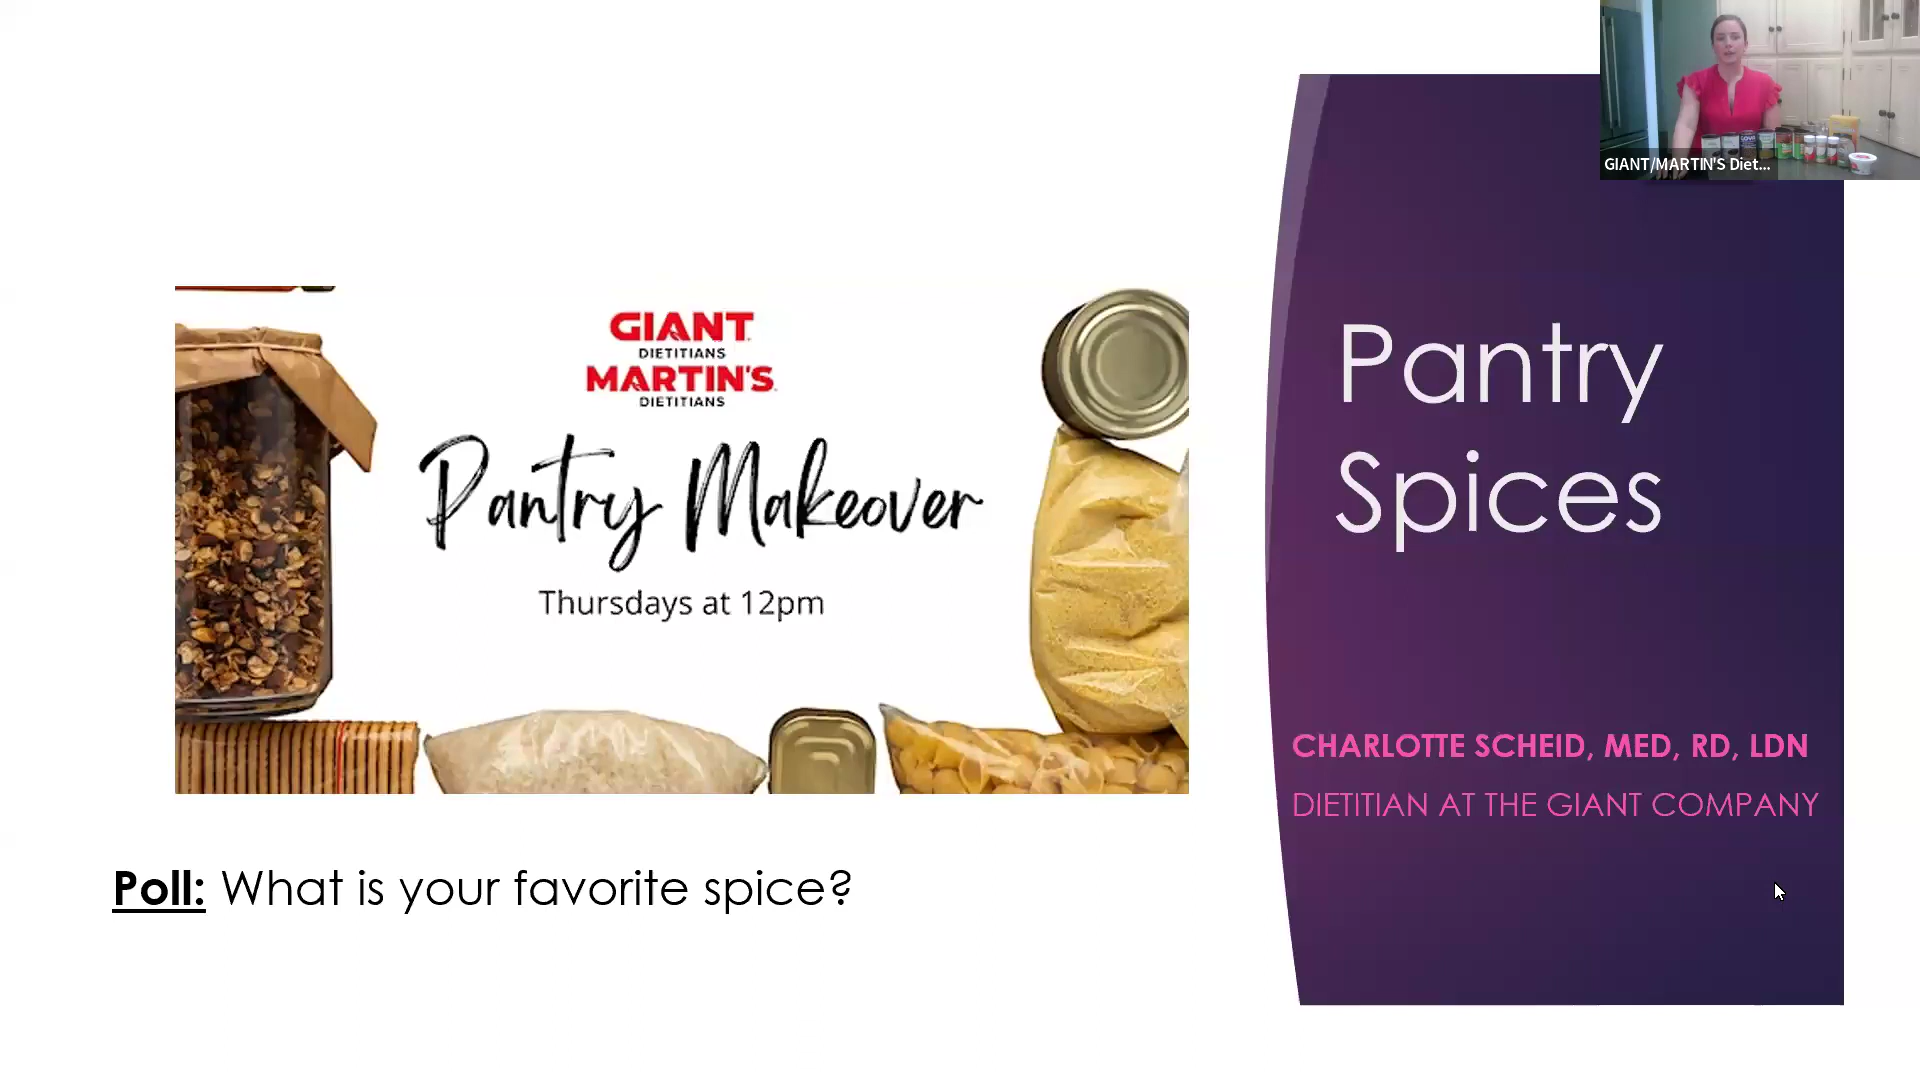 GIANT
DIETITIANS
MARTIN'S
DIETITIANS
Pantry Makeover
Thursdays at 12pm
Poll: What is your favorite spice?
GIANT/MARTIN'S Diet...
Pantry
Spices
CHARLOTTE SCHEID, MED, RD, LDN
DIETITIAN AT THE GIANT COMPANY